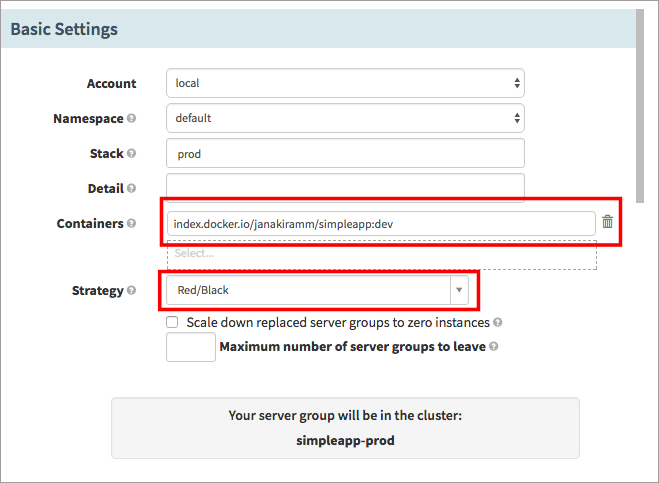 Basic Settings
Account local
Namespace default
Stack prod
Detail
Containers index.docker.io/janakiramm/simpleapp:dev
Select...
Strategy Red/Black
Scale down replaced server groups to zero instances
Maximum number of server groups to leave
Your server group will be in the cluster:
simpleapp-prod